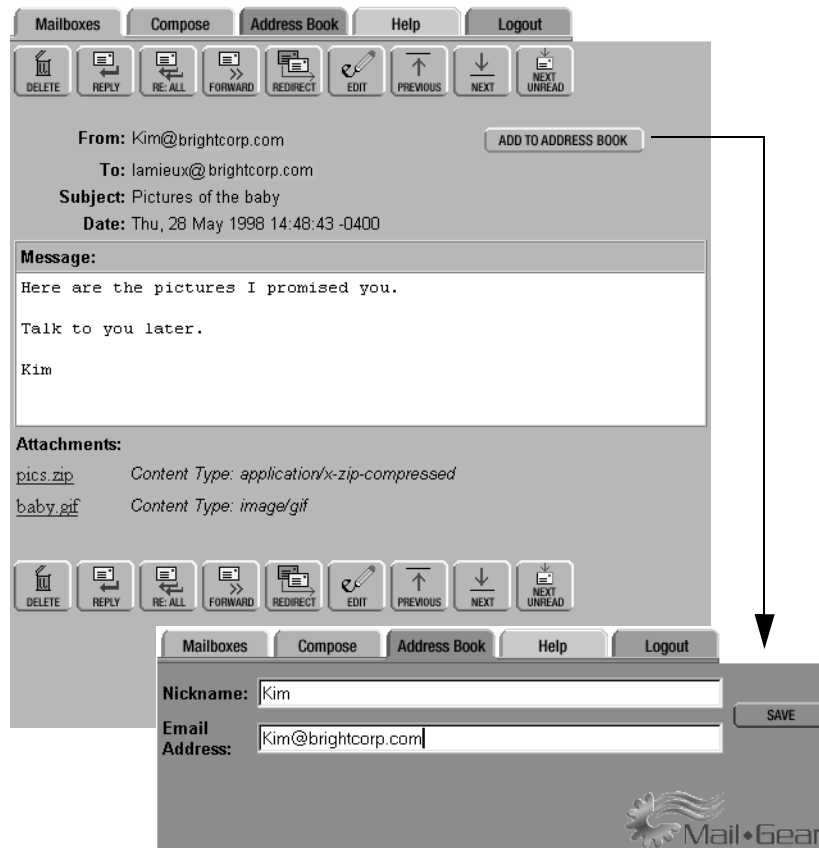 Mailboxes Compose Address Book Help Logout
DELETE REPLY RE: ALL FORWARD REDIRECT EDIT PREVIOUS NEXT NEXT UNREAD
From: Kim@brightcorp.com ADD TO ADDRESS BOOK
To: lamieux@brightcorp.com
Subject: Pictures of the baby
Date: Thu, 28 May 1998 14:48:43 -0400
Message:
Here are the pictures I promised you.
Talk to you later.
Kim
Attachments:
pics.zip Content Type: application/x-zip-compressed
baby.gif Content Type: image/gif
DELETE REPLY RE: ALL FORWARD REDIRECT EDIT PREVIOUS NEXT NEXT UNREAD
Mailboxes Compose Address Book Help Logout
Nickname: Kim
SAVE
Email Address: Kim@brightcorp.com
Mail•Gear